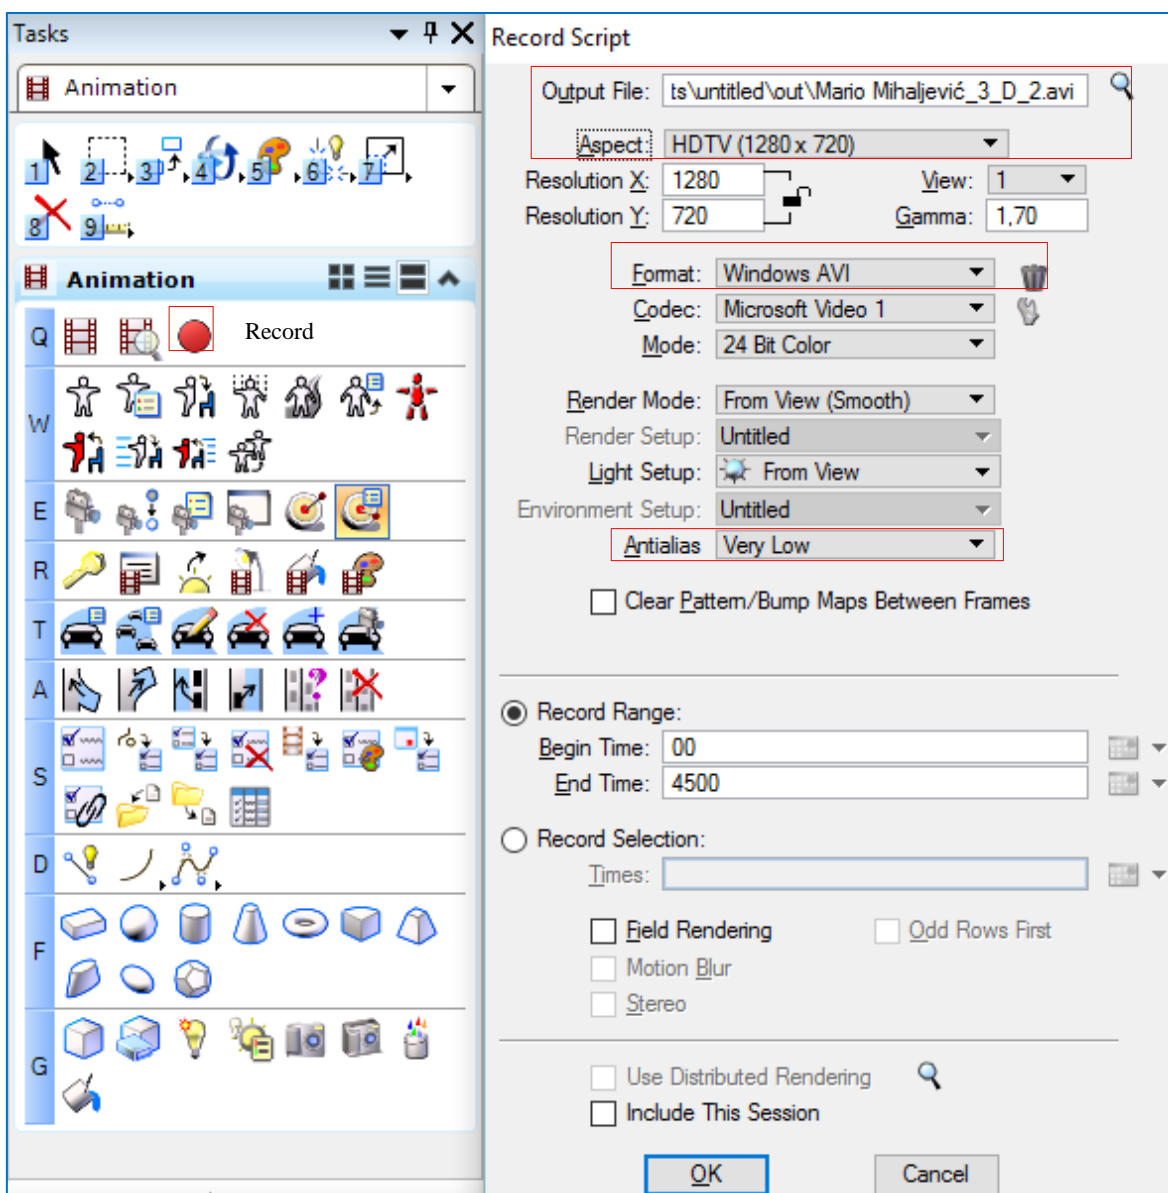 Tasks
Animation
1 2 3 4 5 6 7
8 9
Animation
Q
Record
W
E
R
T
A
S
D
F
G
Record Script
Output File: ts\untitled\out\Mario Mihaljević_3_D_2.avi
Aspect: HDTV (1280 x 720)
Resolution X: 1280 View: 1
Resolution Y: 720 Gamma: 1,70
Format: Windows AVI
Codec: Microsoft Video 1
Mode: 24 Bit Color
Render Mode: From View (Smooth)
Render Setup: Untitled
Light Setup: From View
Environment Setup: Untitled
Antialias Very Low
Clear Pattern/Bump Maps Between Frames
Record Range:
Begin Time: 00
End Time: 4500
Record Selection:
Times:
Field Rendering Odd Rows First
Motion Blur
Stereo
Use Distributed Rendering
Include This Session
OK Cancel